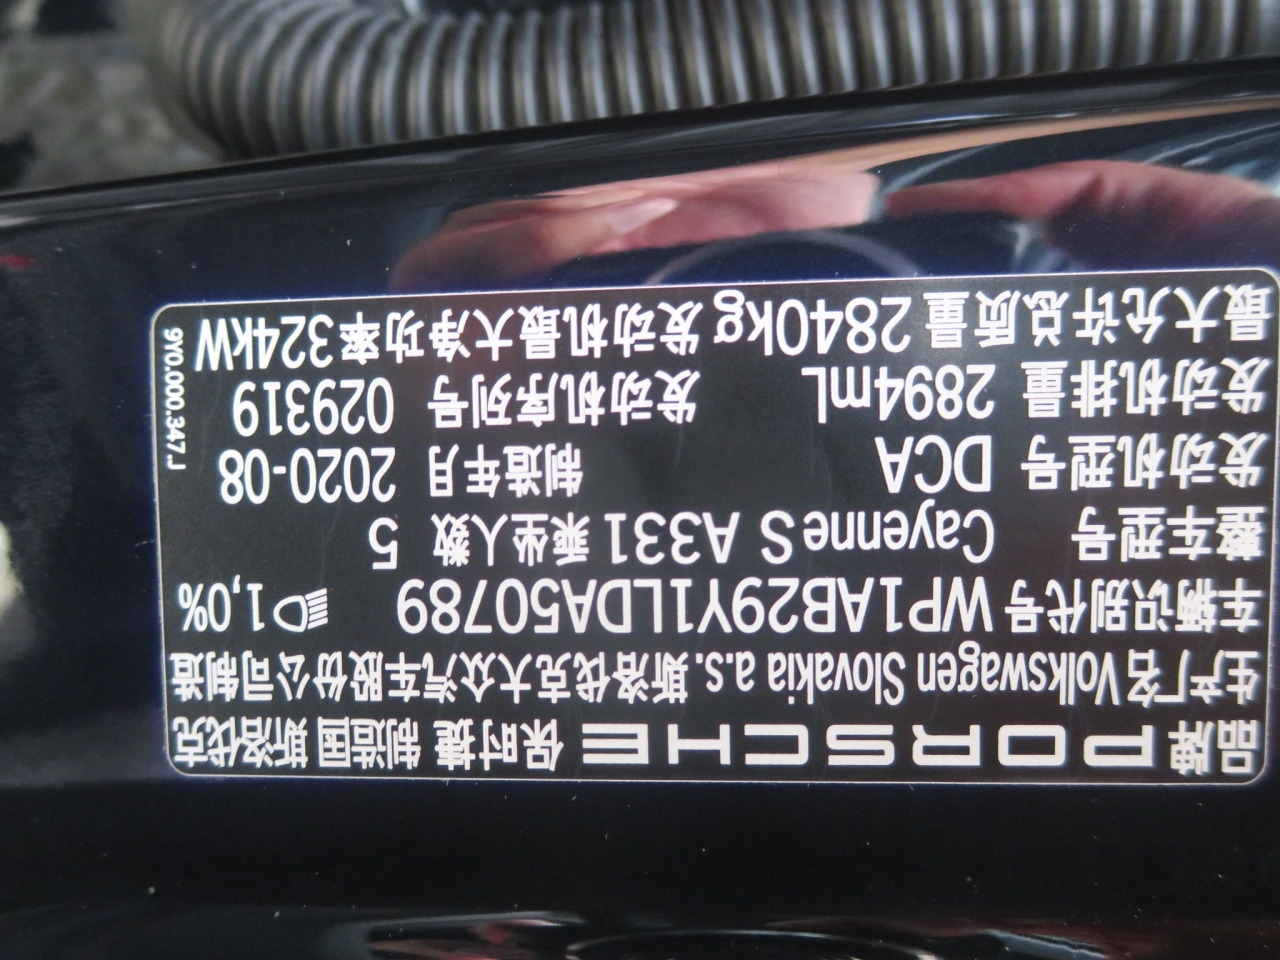 品牌 PORSCHE 保时捷 制造国 斯洛伐克
生产厂名 Volkswagen Slovakia a.s. 斯洛伐克大众汽车股份公司制造
车辆识别代号 WP1AB29Y1LDA50789 1,0%
整车型号 Cayenne S A331 乘坐人数 5
发动机型号 DCA 制造年月 2020-08
发动机排量 2894mL 发动机序列号 029319
最大允许总质量 2840kg 发动机最大净功率 324kW
9Y0.000.347.J